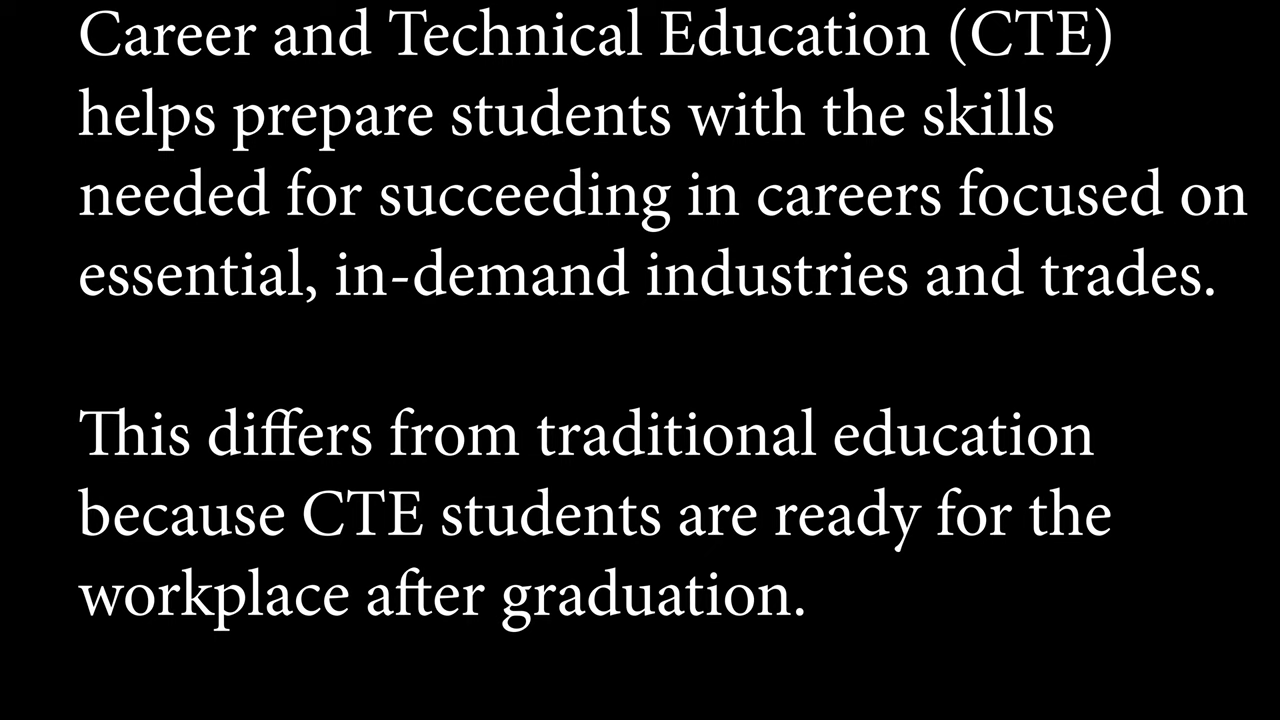 Career and Technical Education (CTE)
helps prepare students with the skills
needed for succeeding in careers focused on
essential, in-demand industries and trades.
This differs from traditional education
because CTE students are ready for the
workplace after graduation.